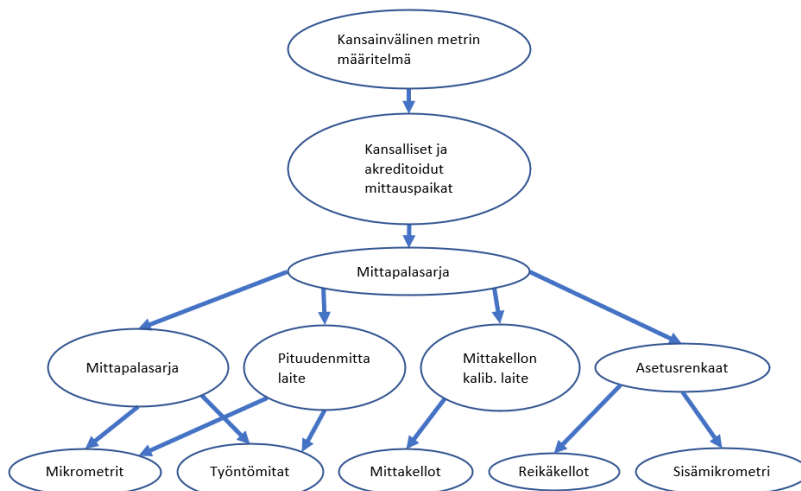 Kansainvälinen metrin
määritelmä
Kansalliset ja
akreditoidut
mittauspaikat
Mittapalasarja
Mittapalasarja
Pituudenmitta
laite
Mittakellon
kalib. laite
Asetusrenkaat
Mikrometrit
Työntömitat
Mittakellot
Reikäkellot
Sisämikrometri